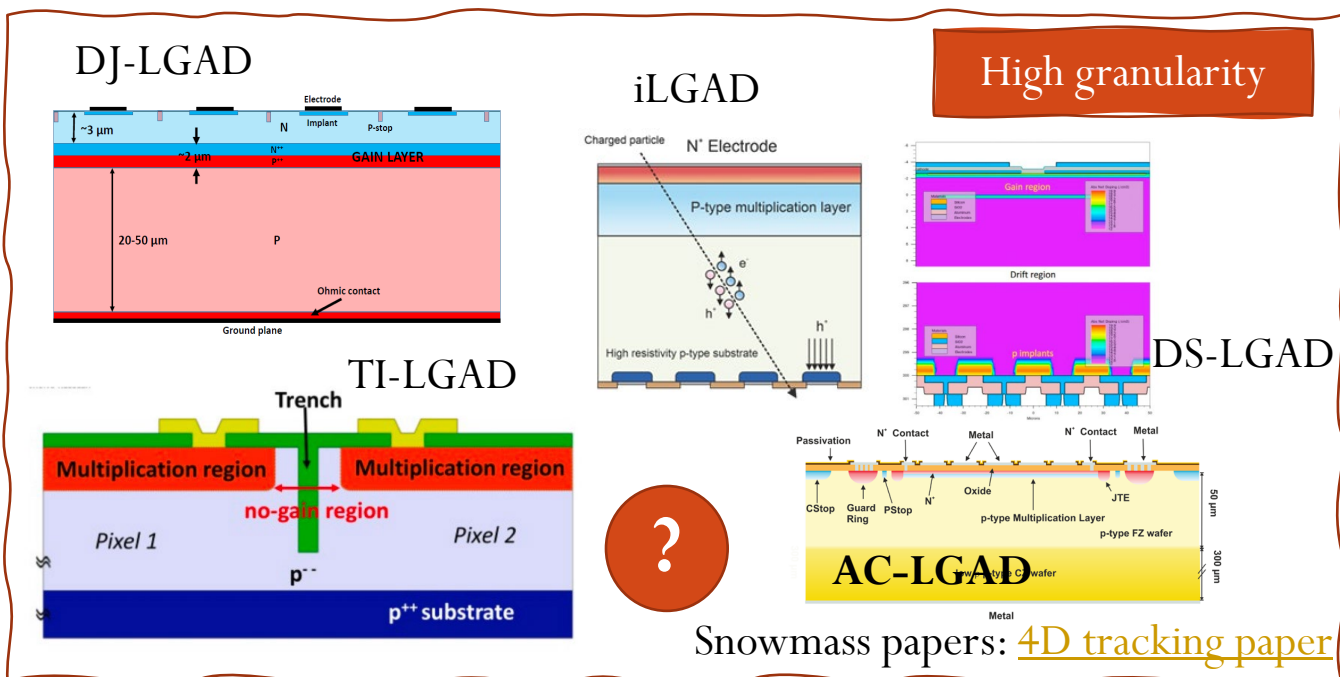 DJ-LGAD
Electrode
Implant
P-stop
N
~3 µm
N⁺⁺
~2 µm
P⁺⁺
GAIN LAYER
20-50 µm
P
Ohmic contact
Ground plane
iLGAD
Charged particle
N⁺ Electrode
P-type multiplication layer
e⁻
h⁺
h⁺
High resistivity p-type substrate
High granularity
Gain region
Drift region
p implants
DS-LGAD
TI-LGAD
Trench
Multiplication region
Multiplication region
no-gain region
Pixel 1
Pixel 2
p⁻⁻
p⁺⁺ substrate
?
Passivation
N⁺ Contact
Metal
N⁺ Contact
Metal
CStop
Guard
Ring
PStop
N⁺
Oxide
p-type Multiplication Layer
JTE
p-type FZ wafer
50 µm
300 µm
AC-LGAD
wafer
Metal
Snowmass papers: 4D tracking paper